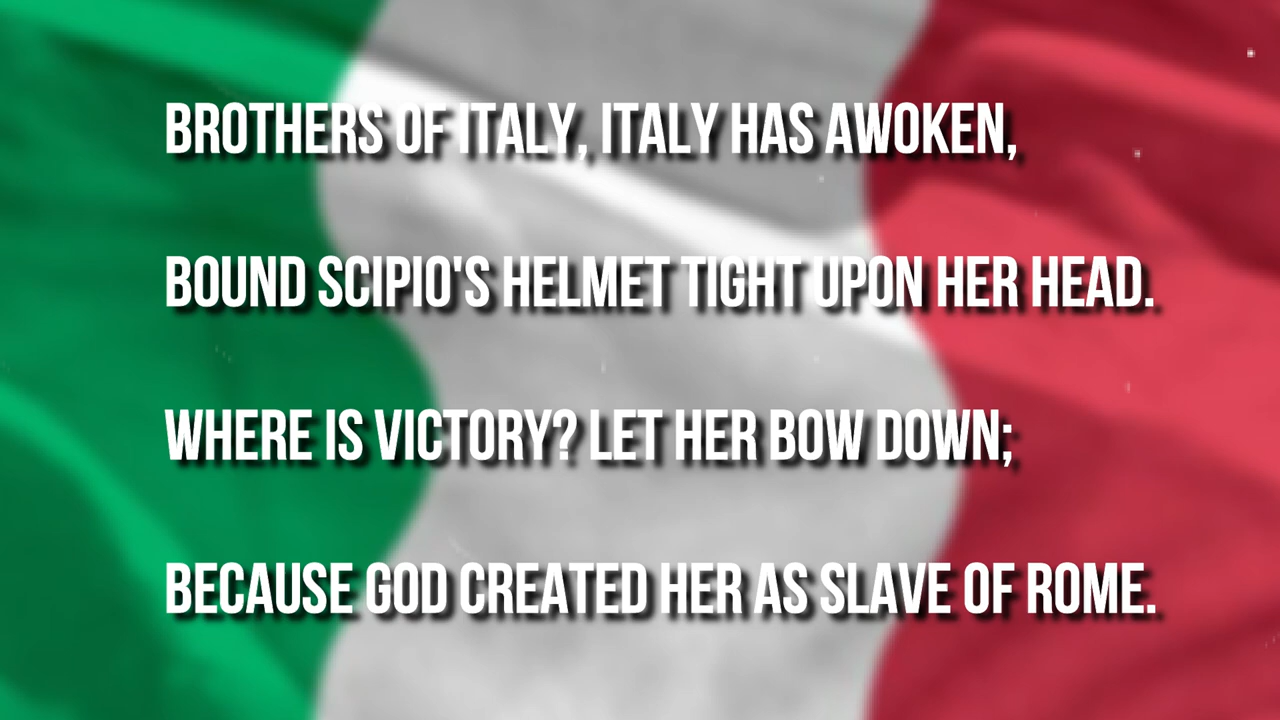 BROTHERS OF ITALY, ITALY HAS AWOKEN,
BOUND SCIPIO'S HELMET TIGHT UPON HER HEAD.
WHERE IS VICTORY? LET HER BOW DOWN;
BECAUSE GOD CREATED HER AS SLAVE OF ROME.